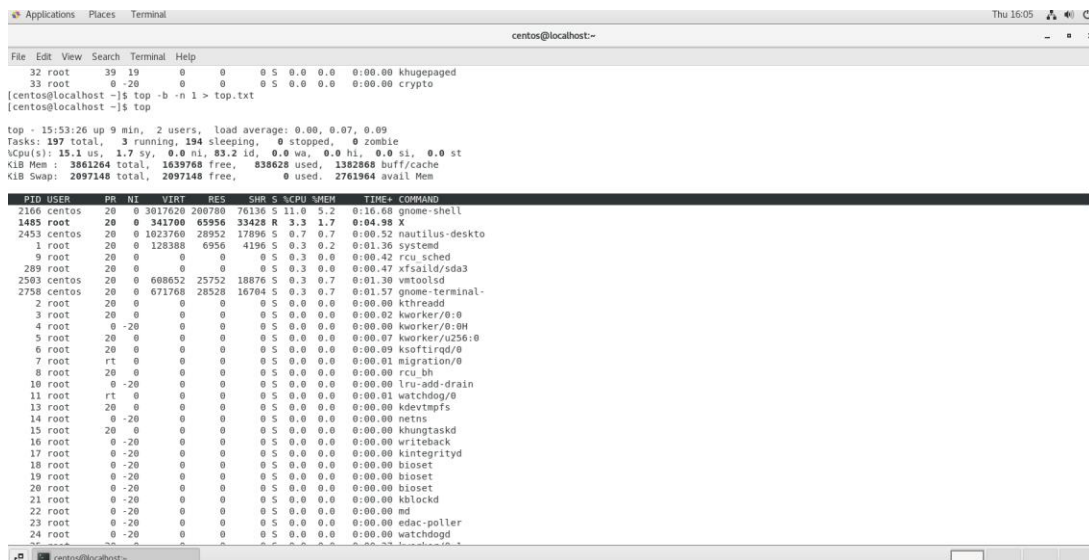 Applications Places Terminal Thu 16:05
centos@localhost:~
File Edit View Search Terminal Help
32 root 39 19 0 0 0 S 0.0 0.0 0:00.00 khugepaged
33 root 0 -20 0 0 0 S 0.0 0.0 0:00.00 crypto
[centos@localhost ~]$ top -b -n 1 > top.txt
[centos@localhost ~]$ top
top - 15:53:26 up 9 min, 2 users, load average: 0.00, 0.07, 0.09
Tasks: 197 total, 3 running, 194 sleeping, 0 stopped, 0 zombie
%Cpu(s): 15.1 us, 1.7 sy, 0.0 ni, 83.2 id, 0.0 wa, 0.0 hi, 0.0 si, 0.0 st
KiB Mem : 3861264 total, 1639768 free, 838628 used, 1382868 buff/cache
KiB Swap: 2097148 total, 2097148 free, 0 used. 2761964 avail Mem
PID USER PR NI VIRT RES SHR S %CPU %MEM TIME+ COMMAND
2166 centos 20 0 3017620 200780 76136 S 11.0 5.2 0:16.68 gnome-shell
1485 root 20 0 341700 65956 33428 R 3.3 1.7 0:04.98 X
2453 centos 20 0 1023760 28952 17896 S 0.7 0.7 0:00.52 nautilus-deskto
1 root 20 0 128388 6956 4196 S 0.3 0.2 0:01.36 systemd
9 root 20 0 0 0 0 S 0.3 0.0 0:00.42 rcu_sched
289 root 20 0 0 0 0 S 0.3 0.0 0:00.47 xfsaild/sda3
2503 centos 20 0 608652 25752 18876 S 0.3 0.7 0:01.30 vmtoolsd
2758 centos 20 0 671768 28528 16704 S 0.3 0.7 0:01.57 gnome-terminal-
2 root 20 0 0 0 0 S 0.0 0.0 0:00.00 kthreadd
3 root 20 0 0 0 0 S 0.0 0.0 0:00.02 kworker/0:0
4 root 0 -20 0 0 0 S 0.0 0.0 0:00.00 kworker/0:0H
5 root 20 0 0 0 0 S 0.0 0.0 0:00.07 kworker/u256:0
6 root 20 0 0 0 0 S 0.0 0.0 0:00.09 ksoftirqd/0
7 root rt 0 0 0 0 S 0.0 0.0 0:00.01 migration/0
8 root 20 0 0 0 0 S 0.0 0.0 0:00.00 rcu_bh
10 root 0 -20 0 0 0 S 0.0 0.0 0:00.00 lru-add-drain
11 root rt 0 0 0 0 S 0.0 0.0 0:00.01 watchdog/0
13 root 20 0 0 0 0 S 0.0 0.0 0:00.00 kdevtmpfs
14 root 0 -20 0 0 0 S 0.0 0.0 0:00.00 netns
15 root 20 0 0 0 0 S 0.0 0.0 0:00.00 khungtaskd
16 root 0 -20 0 0 0 S 0.0 0.0 0:00.00 writeback
17 root 0 -20 0 0 0 S 0.0 0.0 0:00.00 kintegrityd
18 root 0 -20 0 0 0 S 0.0 0.0 0:00.00 bioset
19 root 0 -20 0 0 0 S 0.0 0.0 0:00.00 bioset
20 root 0 -20 0 0 0 S 0.0 0.0 0:00.00 bioset
21 root 0 -20 0 0 0 S 0.0 0.0 0:00.00 kblockd
22 root 0 -20 0 0 0 S 0.0 0.0 0:00.00 md
23 root 0 -20 0 0 0 S 0.0 0.0 0:00.00 edac-poller
24 root 0 -20 0 0 0 S 0.0 0.0 0:00.00 watchdogd
centos@localhost:~